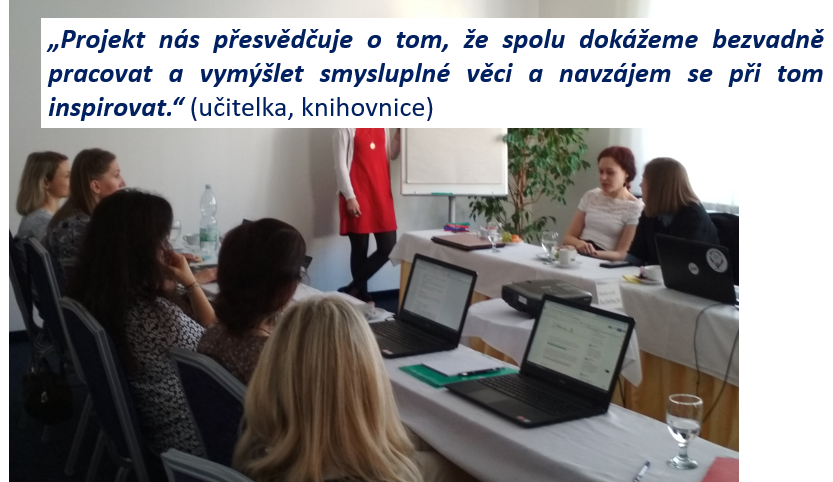 „Projekt nás přesvědčuje o tom, že spolu dokážeme bezvadně
pracovat a vymýšlet smysluplné věci a navzájem se při tom
inspirovat.“ (učitelka, knihovnice)